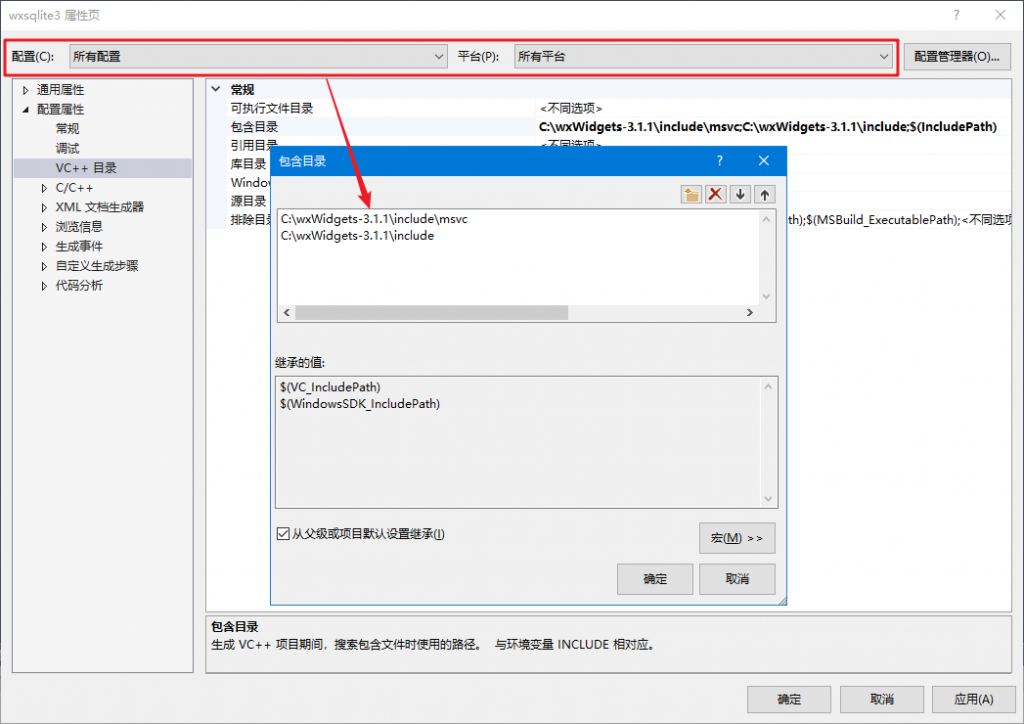 wxsqlite3 属性页
配置(C): 所有配置 平台(P): 所有平台 配置管理器(O)...
通用属性
配置属性
常规
调试
VC++ 目录
C/C++
XML 文档生成器
浏览信息
生成事件
自定义生成步骤
代码分析
常规
可执行文件目录 <不同选项>
包含目录 C:\wxWidgets-3.1.1\include\msvc;C:\wxWidgets-3.1.1\include;$(IncludePath)
引用目录 <不同选项>
库目录
Window
源目录
排除目录 th);$(MSBuild_ExecutablePath);<不同选项
包含目录
C:\wxWidgets-3.1.1\include\msvc
C:\wxWidgets-3.1.1\include
继承的值:
$(VC_IncludePath)
$(WindowsSDK_IncludePath)
从父级或项目默认设置继承(I)
宏(M) >>
确定 取消
包含目录
生成 VC++ 项目期间，搜索包含文件时使用的路径。 与环境变量 INCLUDE 相对应。
确定 取消 应用(A)